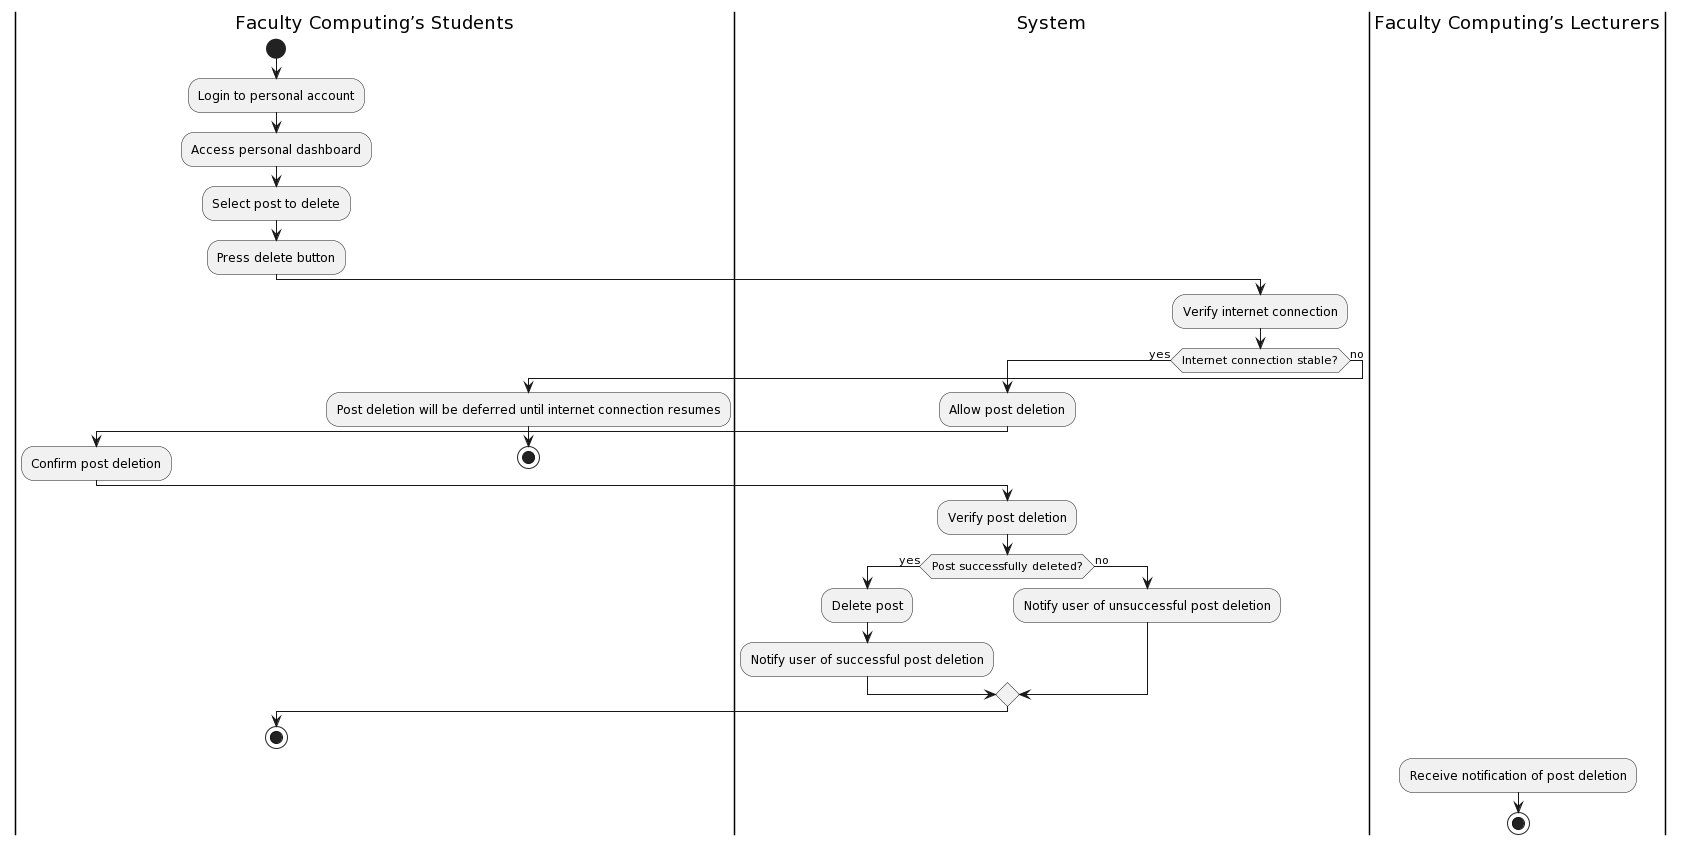 Faculty Computing’s Students
System
Faculty Computing’s Lecturers
Login to personal account
Access personal dashboard
Select post to delete
Press delete button
Verify internet connection
yes
Internet connection stable?
no
Post deletion will be deferred until internet connection resumes
Allow post deletion
Confirm post deletion
Verify post deletion
yes
Post successfully deleted?
no
Delete post
Notify user of unsuccessful post deletion
Notify user of successful post deletion
Receive notification of post deletion